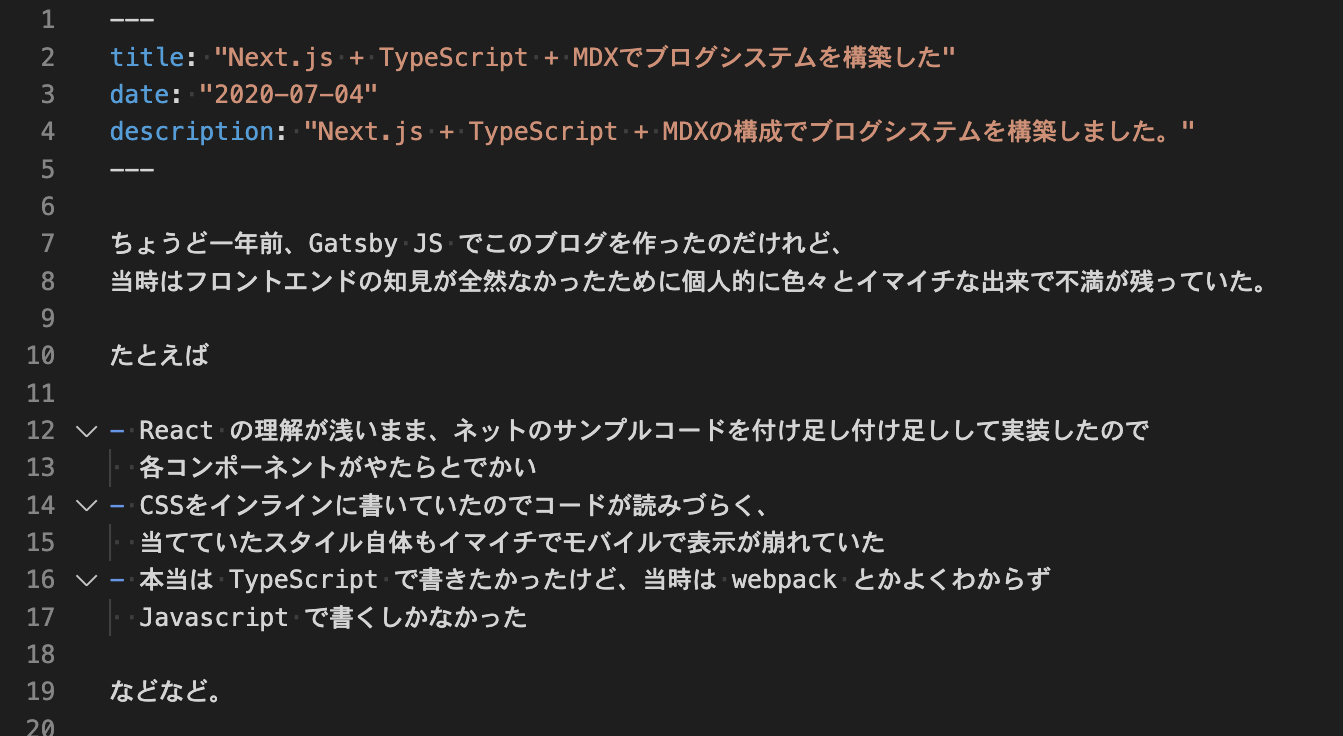 1 ---
2 title: "Next.js + TypeScript + MDXでブログシステムを構築した"
3 date: "2020-07-04"
4 description: "Next.js + TypeScript + MDXの構成でブログシステムを構築しました。"
5 ---
6
7 ちょうど一年前、Gatsby JS でこのブログを作ったのだけれど、
8 当時はフロントエンドの知見が全然なかったために個人的に色々とイマイチな出来で不満が残っていた。
9
10 たとえば
11
12 - React の理解が浅いまま、ネットのサンプルコードを付け足し付け足しして実装したので
13 各コンポーネントがやたらとでかい
14 - CSSをインラインに書いていたのでコードが読みづらく、
15 当てていたスタイル自体もイマイチでモバイルで表示が崩れていた
16 - 本当は TypeScript で書きたかったけど、当時は webpack とかよくわからず
17 Javascript で書くしかなかった
18
19 などなど。
20